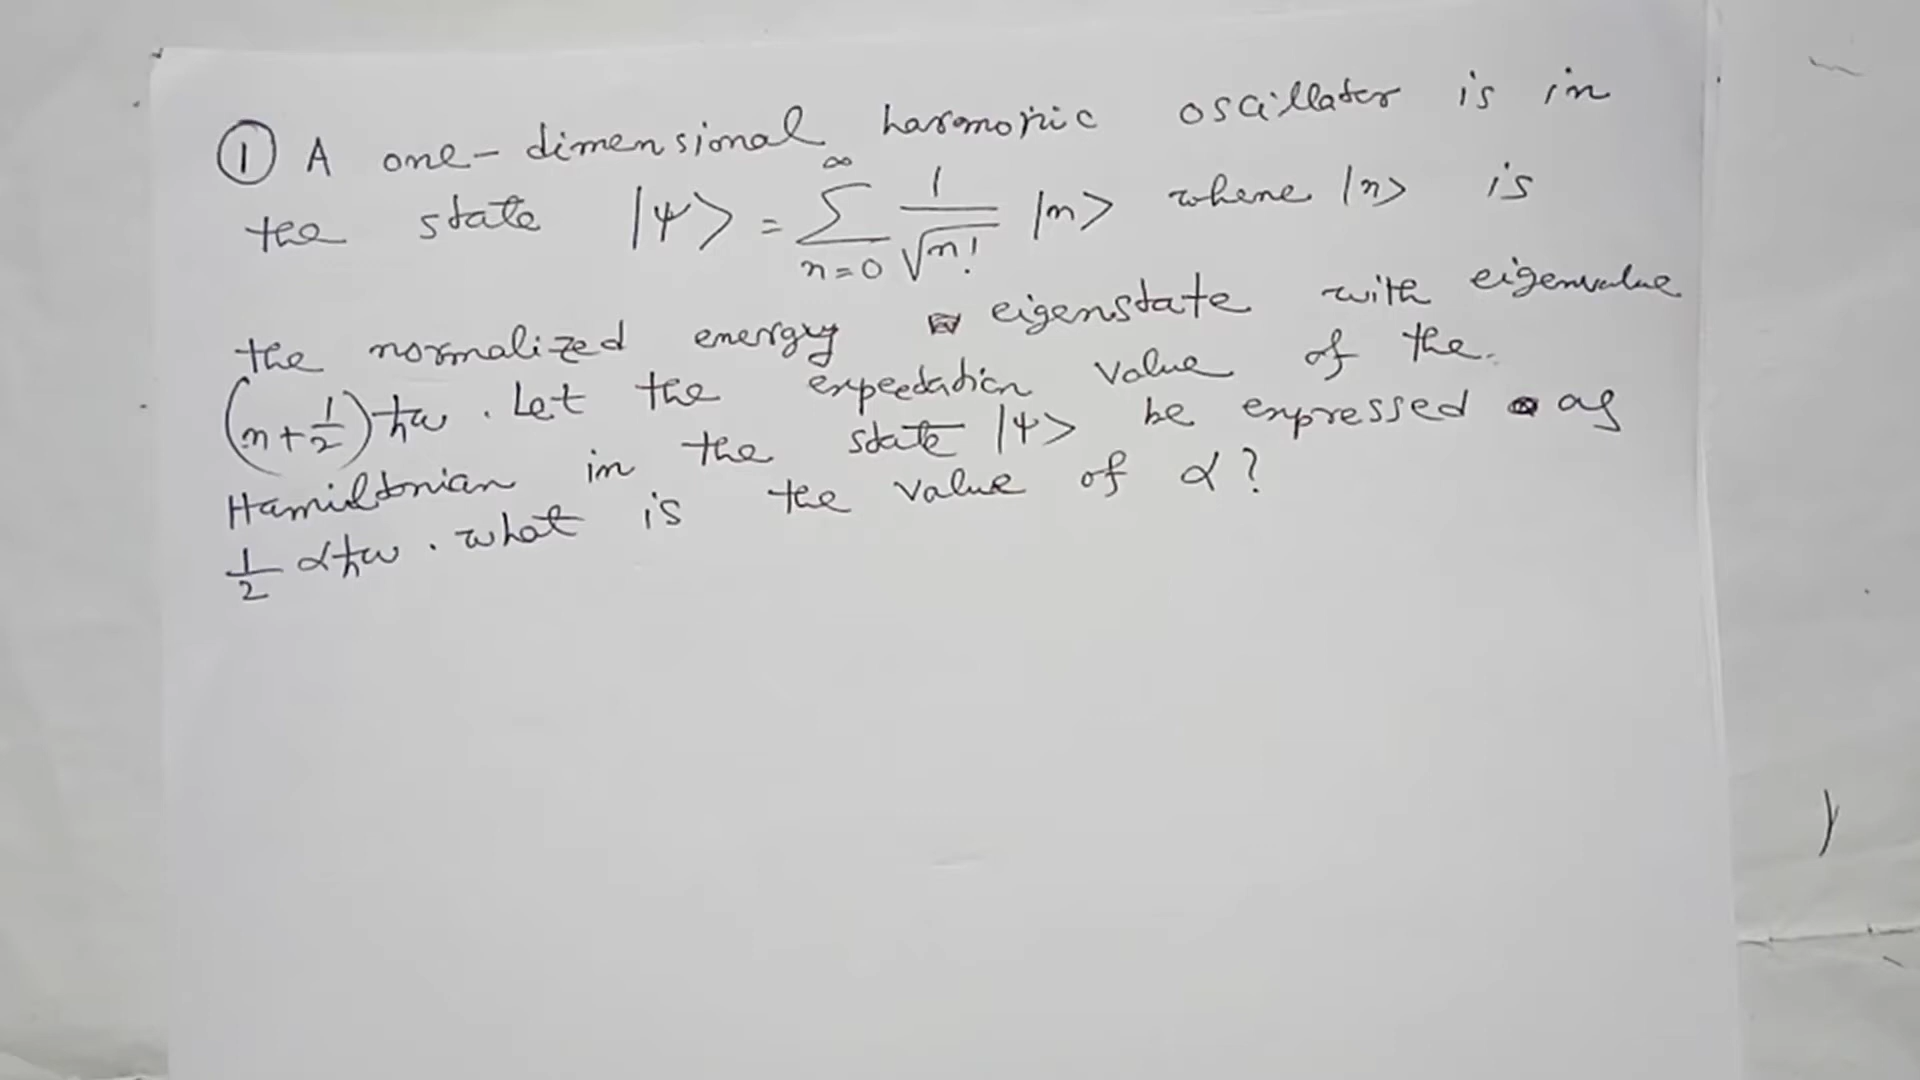 ① A one-dimensional harmonic oscillator is in
the state |ψ> = ∑_{n=0}^{∞} 1/√n! |n> where |n> is
the normalized energy eigenstate with eigenvalue
(n+1/2)ħω. Let the expectation value of the
Hamiltonian in the state |ψ> be expressed as
1/2 αħω. what is the value of α?